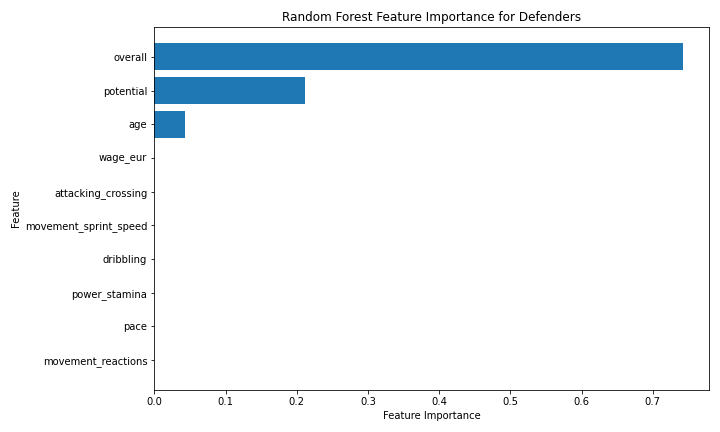 Random Forest Feature Importance for Defenders
overall
potential
age
wage_eur
attacking_crossing
movement_sprint_speed
dribbling
power_stamina
pace
movement_reactions
Feature
0.0 0.1 0.2 0.3 0.4 0.5 0.6 0.7
Feature Importance